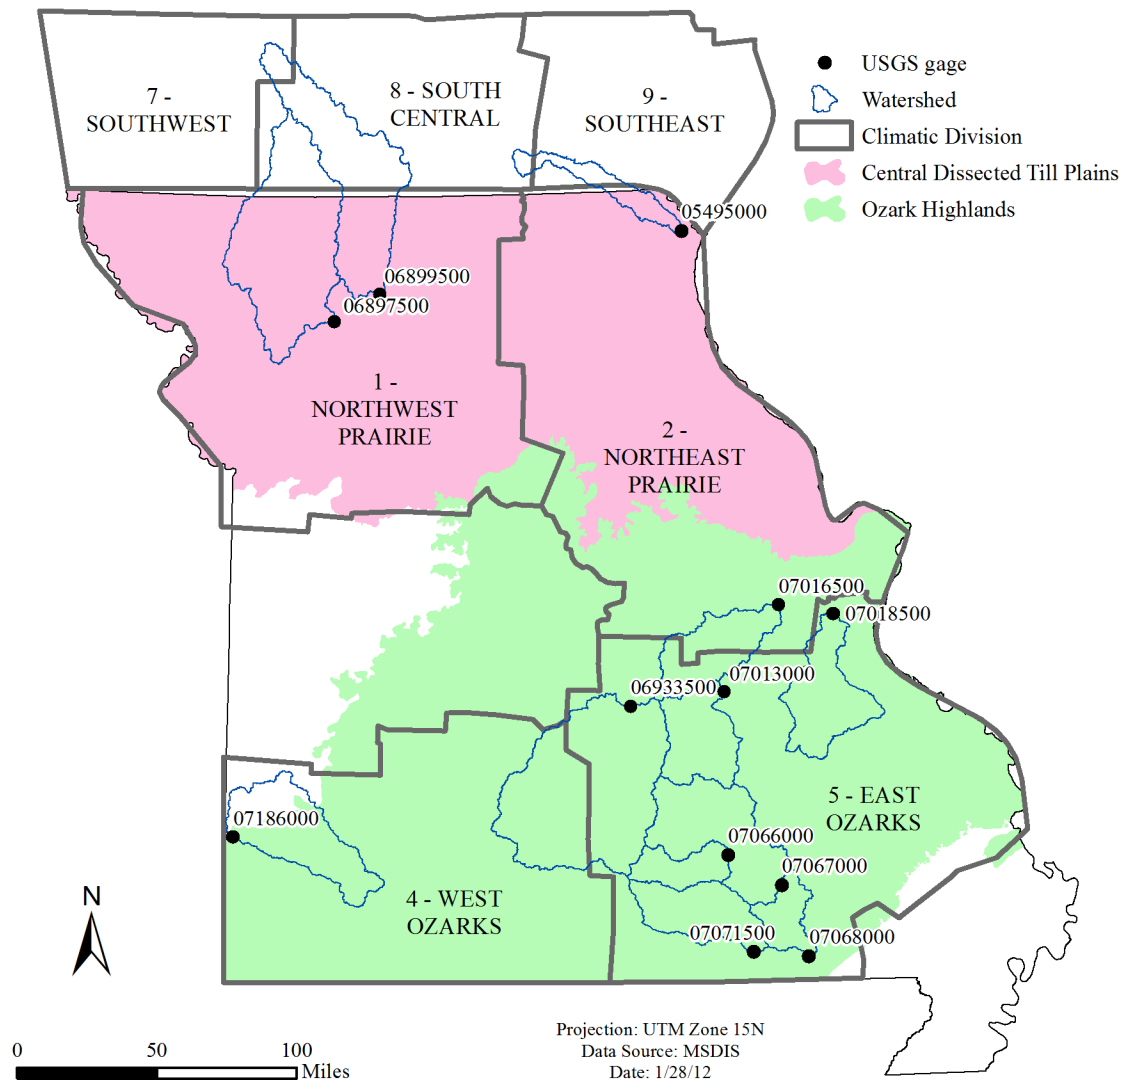 7 -
SOUTHWEST
8 - SOUTH
CENTRAL
9 -
SOUTHEAST
USGS gage
Watershed
Climatic Division
Central Dissected Till Plains
Ozark Highlands
05495000
06899500
06897500
1 -
NORTHWEST
PRAIRIE
2 -
NORTHEAST
PRAIRIE
07016500
07018500
07013000
06933500
5 - EAST
OZARKS
07186000
07066000
07067000
4 - WEST
OZARKS
07071500
07068000
N
0 50 100
Miles
Projection: UTM Zone 15N
Data Source: MSDIS
Date: 1/28/12